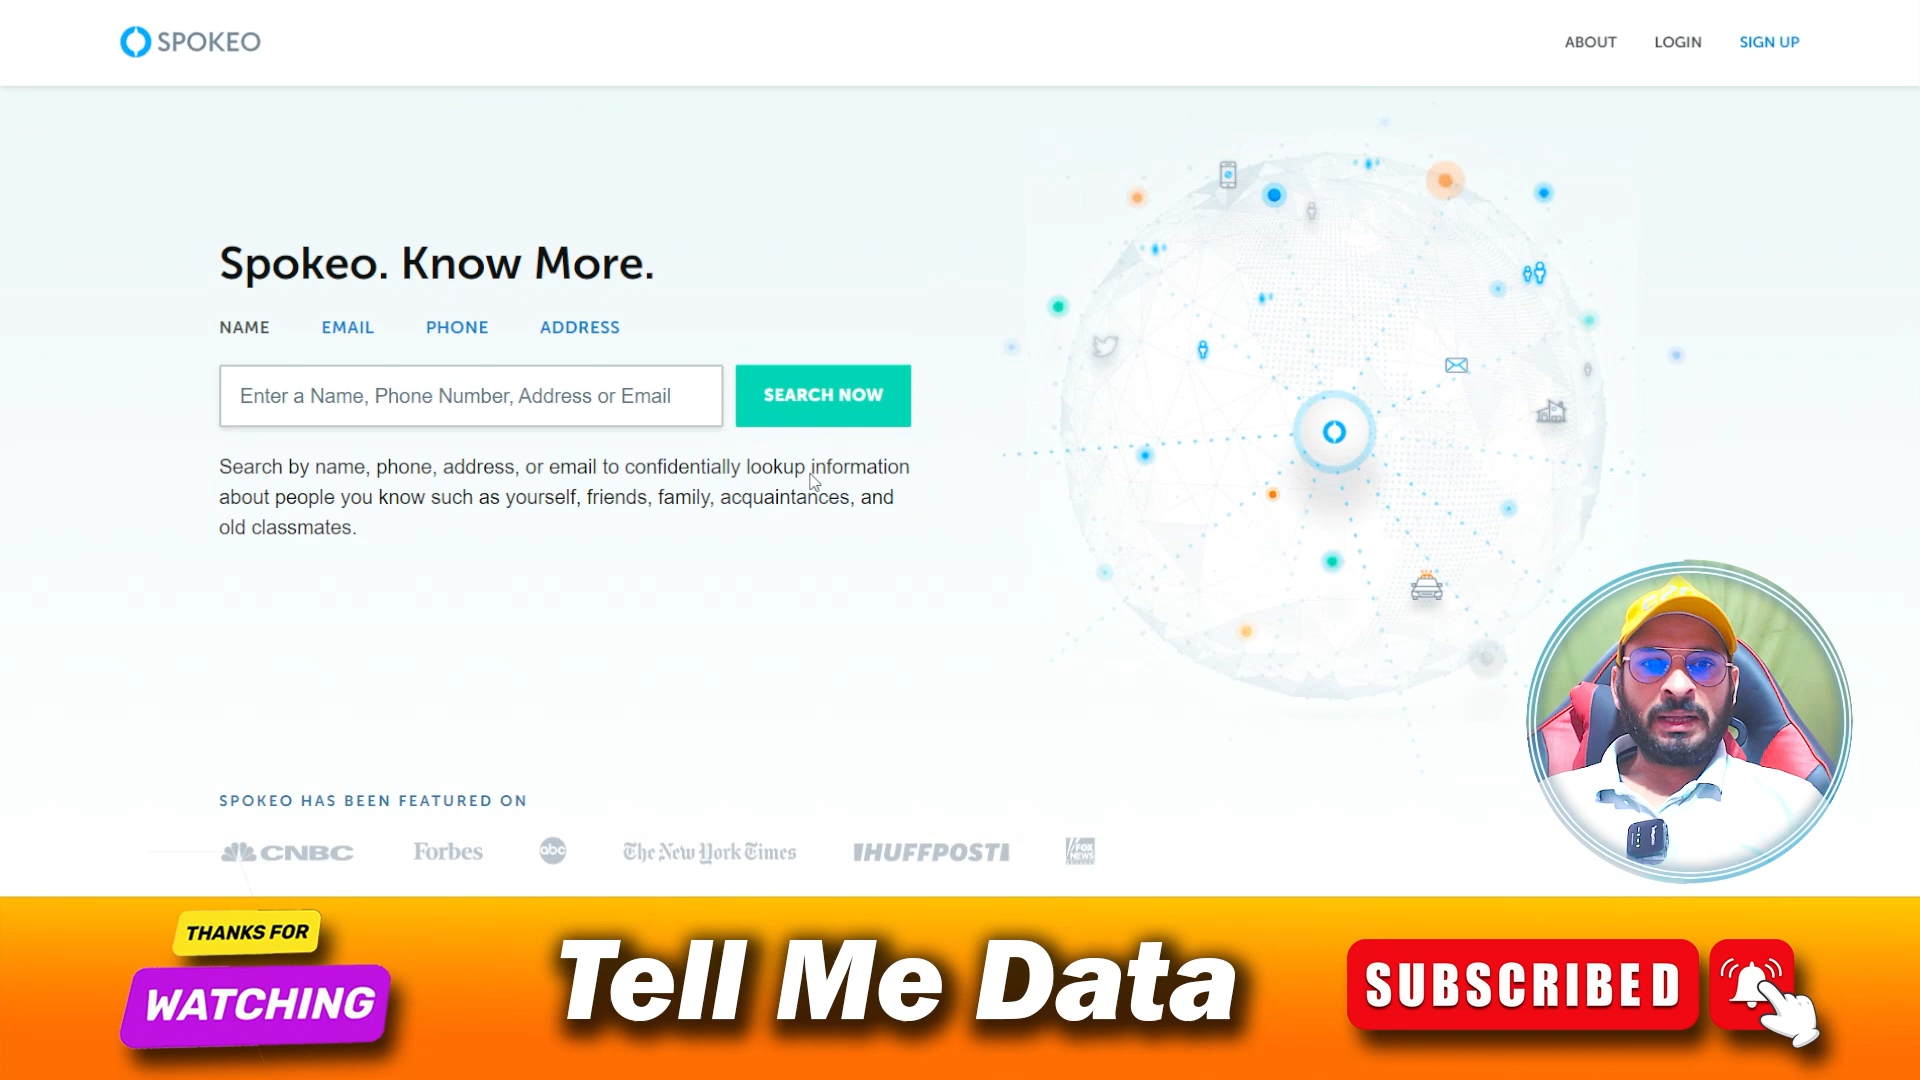 SPOKEO
ABOUT
LOGIN
SIGN UP
Spokeo. Know More.
NAME
EMAIL
PHONE
ADDRESS
Enter a Name, Phone Number, Address or Email
SEARCH NOW
Search by name, phone, address, or email to confidentially lookup information
about people you know such as yourself, friends, family, acquaintances, and
old classmates.
SPOKEO HAS BEEN FEATURED ON
CNBC
Forbes
abc
The New York Times
HUFFPOST
FOX
NEWS
THANKS FOR
WATCHING
Tell Me Data
SUBSCRIBED